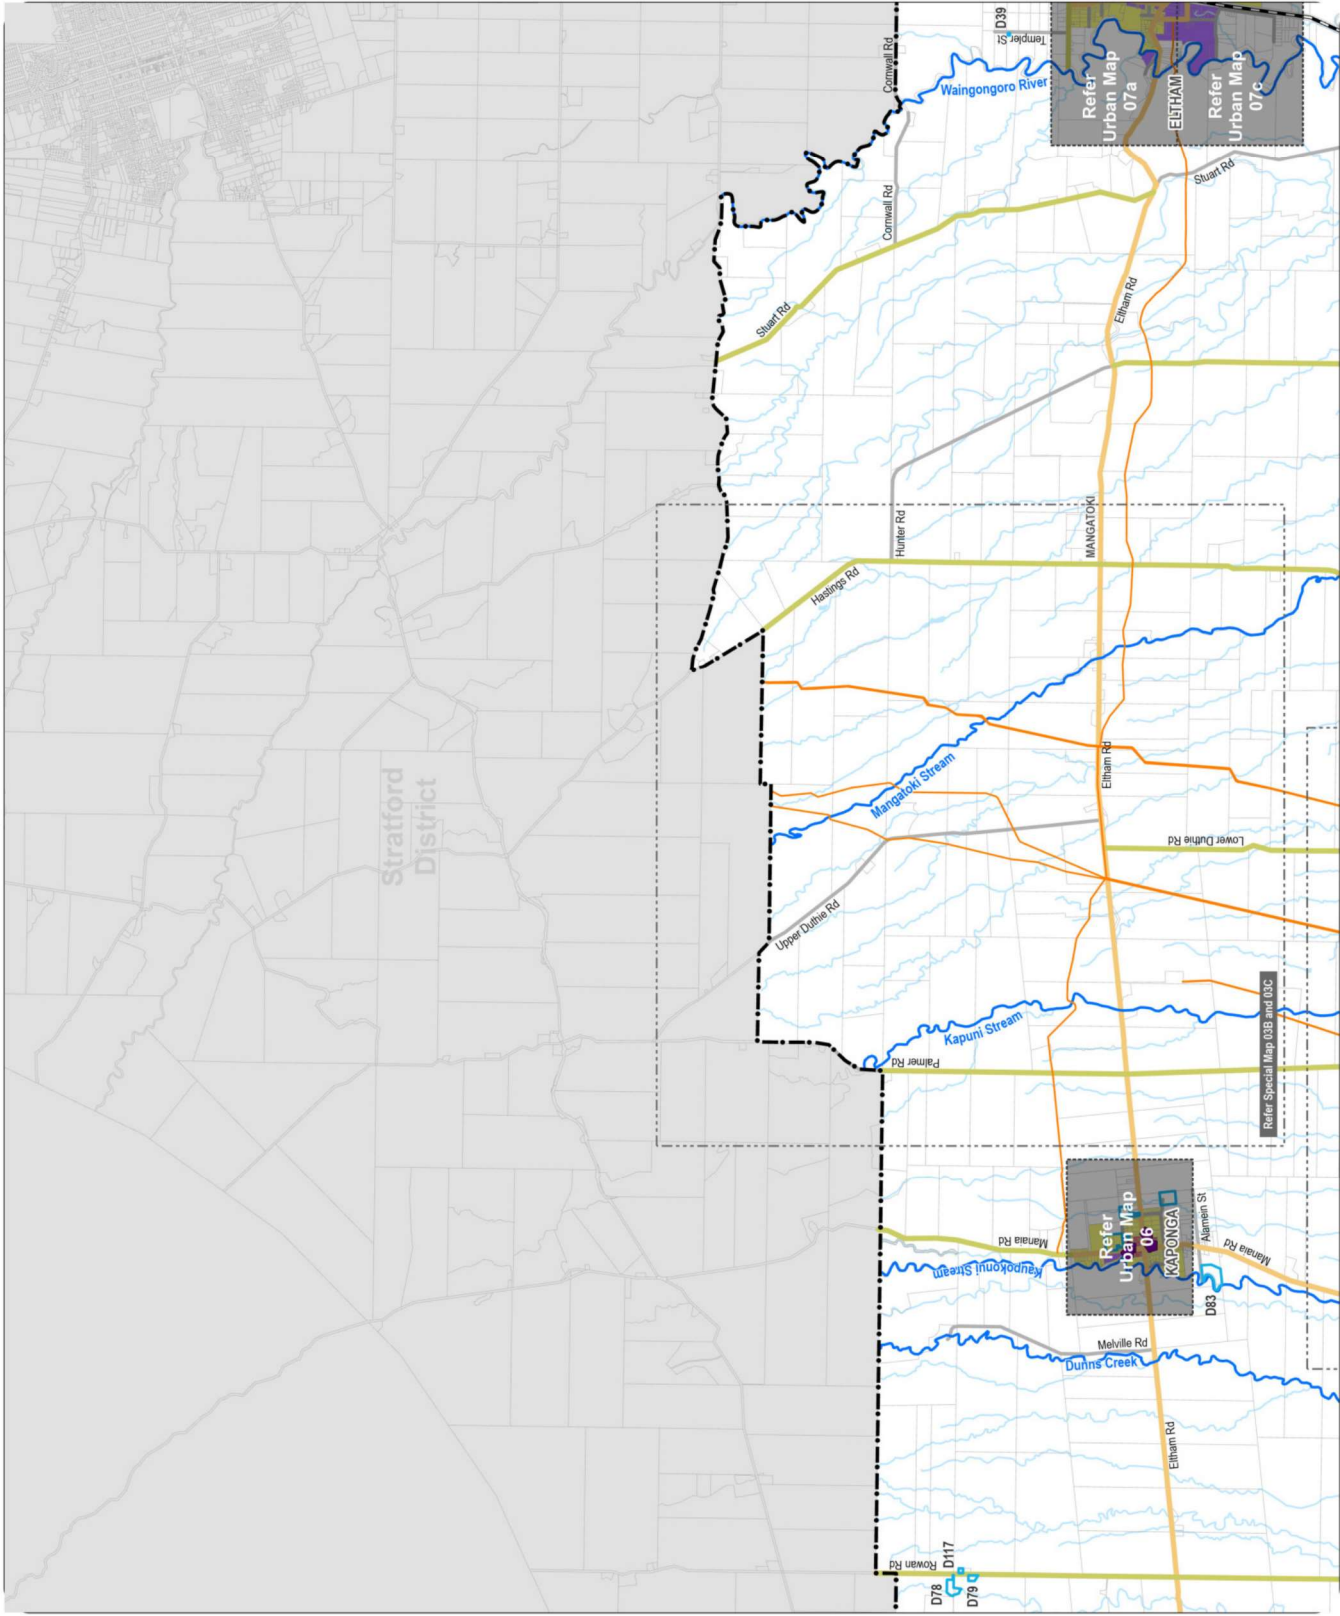 Stratford
District
Cornwall Rd
D39
Templer St
Waingongoro River
Refer
Urban Map
07a
ELTHAM
Refer
Urban Map
07c
Stuart Rd
Cornwall Rd
Stuart Rd
Eltham Rd
Hunter Rd
MANGATOKI
Hastings Rd
Mangatoki Stream
Eltham Rd
Lower Duthie Rd
Upper Duthie Rd
Kapuni Stream
Palmer Rd
Refer Special Map 03B and 03C
Manaia Rd
Kaupokonui Stream
Refer
Urban Map
06
KAPONGA
Alamein St
Manaia Rd
D83
Melville Rd
Dunns Creek
Eltham Rd
Rowan Rd
D117
D78
D79